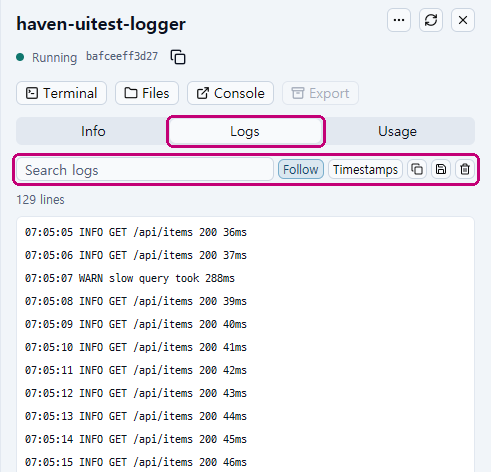 haven-uitest-logger
Running bafceeff3d27
Terminal Files Console Export
Info Logs Usage
Search logs Follow Timestamps
129 lines
07:05:05 INFO GET /api/items 200 36ms
07:05:06 INFO GET /api/items 200 37ms
07:05:07 WARN slow query took 288ms
07:05:08 INFO GET /api/items 200 39ms
07:05:09 INFO GET /api/items 200 40ms
07:05:10 INFO GET /api/items 200 41ms
07:05:11 INFO GET /api/items 200 42ms
07:05:12 INFO GET /api/items 200 43ms
07:05:13 INFO GET /api/items 200 44ms
07:05:14 INFO GET /api/items 200 45ms
07:05:15 INFO GET /api/items 200 46ms